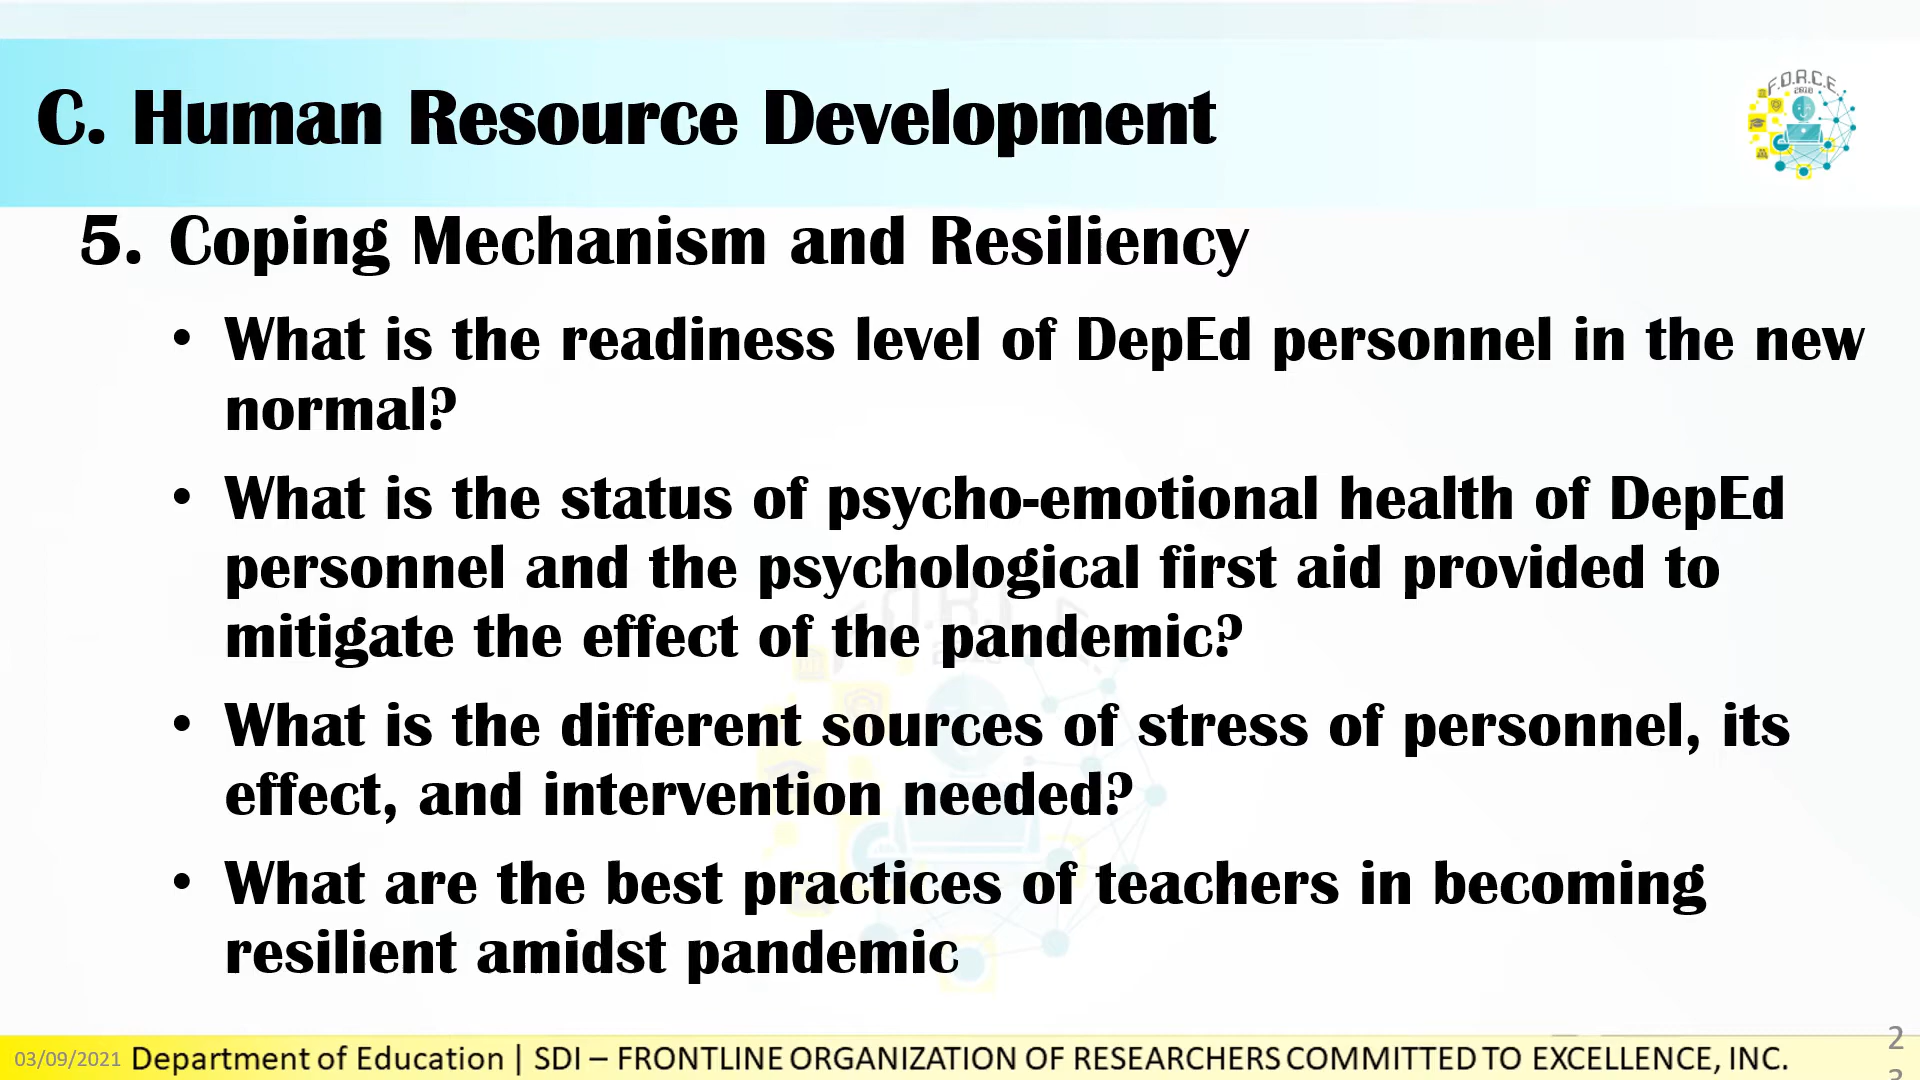 C. Human Resource Development
F.O.R.C.E.
2018
5. Coping Mechanism and Resiliency
• What is the readiness level of DepEd personnel in the new
normal?
• What is the status of psycho-emotional health of DepEd
personnel and the psychological first aid provided to
mitigate the effect of the pandemic?
• What is the different sources of stress of personnel, its
effect, and intervention needed?
• What are the best practices of teachers in becoming
resilient amidst pandemic
03/09/2021 Department of Education | SDI – FRONTLINE ORGANIZATION OF RESEARCHERS COMMITTED TO EXCELLENCE, INC.
2
3